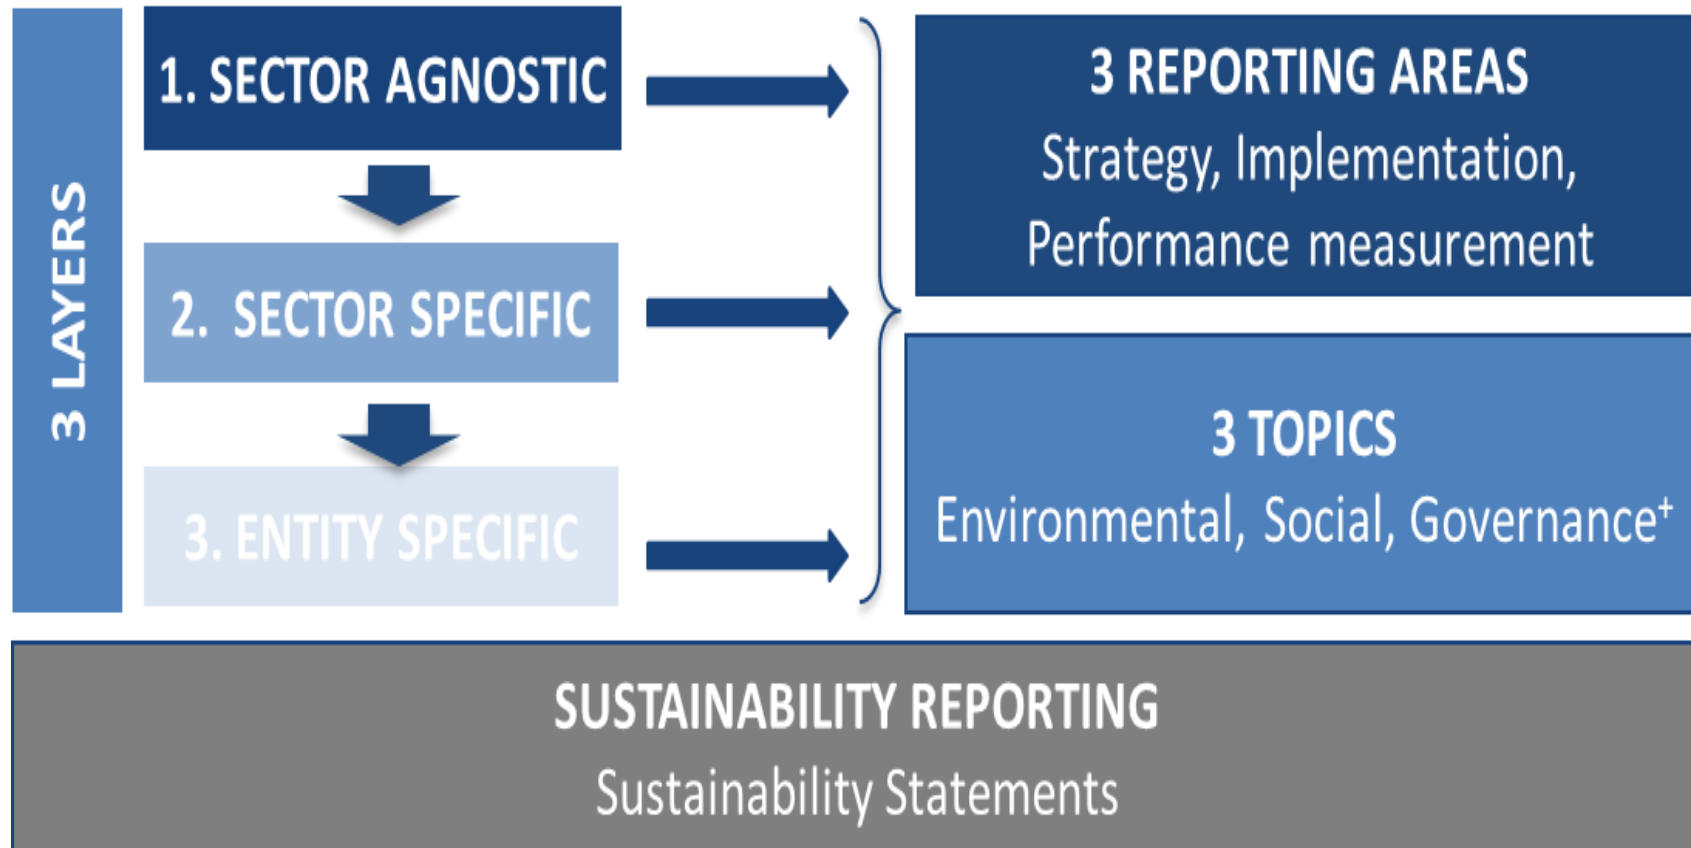 3 LAYERS
1. SECTOR AGNOSTIC
2. SECTOR SPECIFIC
3. ENTITY SPECIFIC
3 REPORTING AREAS
Strategy, Implementation,
Performance measurement
3 TOPICS
Environmental, Social, Governance⁺
SUSTAINABILITY REPORTING
Sustainability Statements